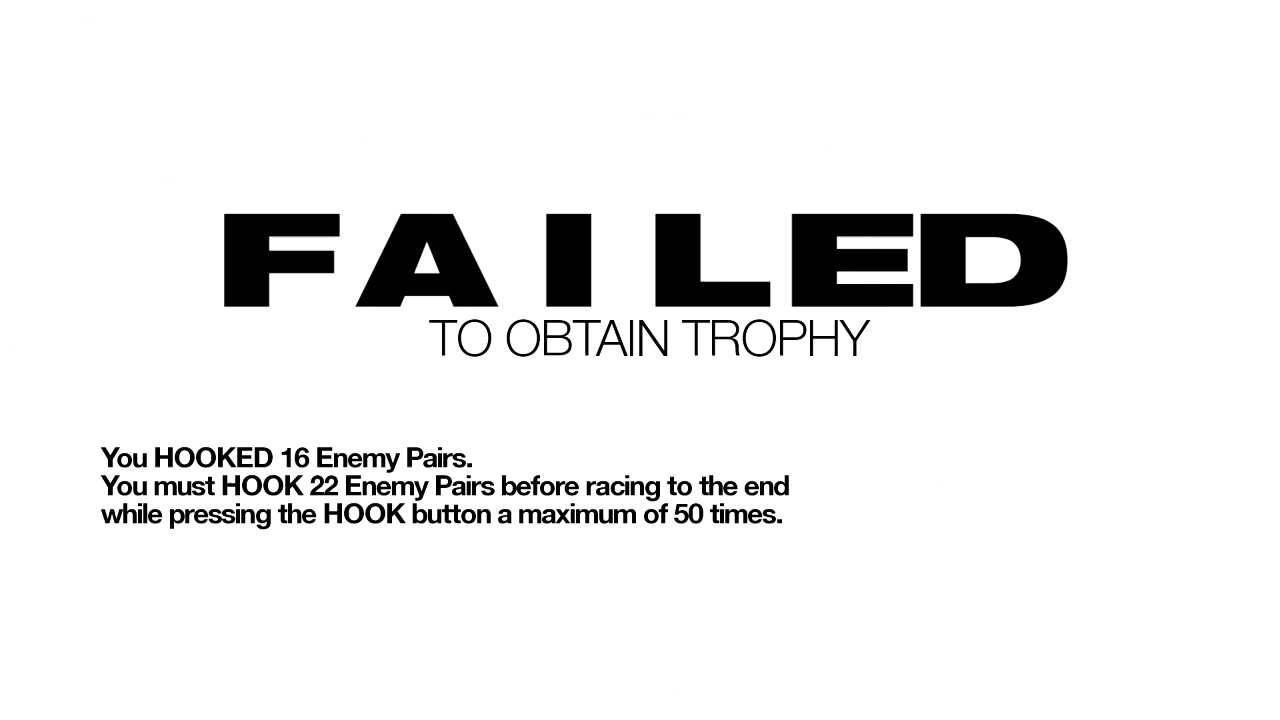 FAILED
TO OBTAIN TROPHY
You HOOKED 16 Enemy Pairs.
You must HOOK 22 Enemy Pairs before racing to the end
while pressing the HOOK button a maximum of 50 times.